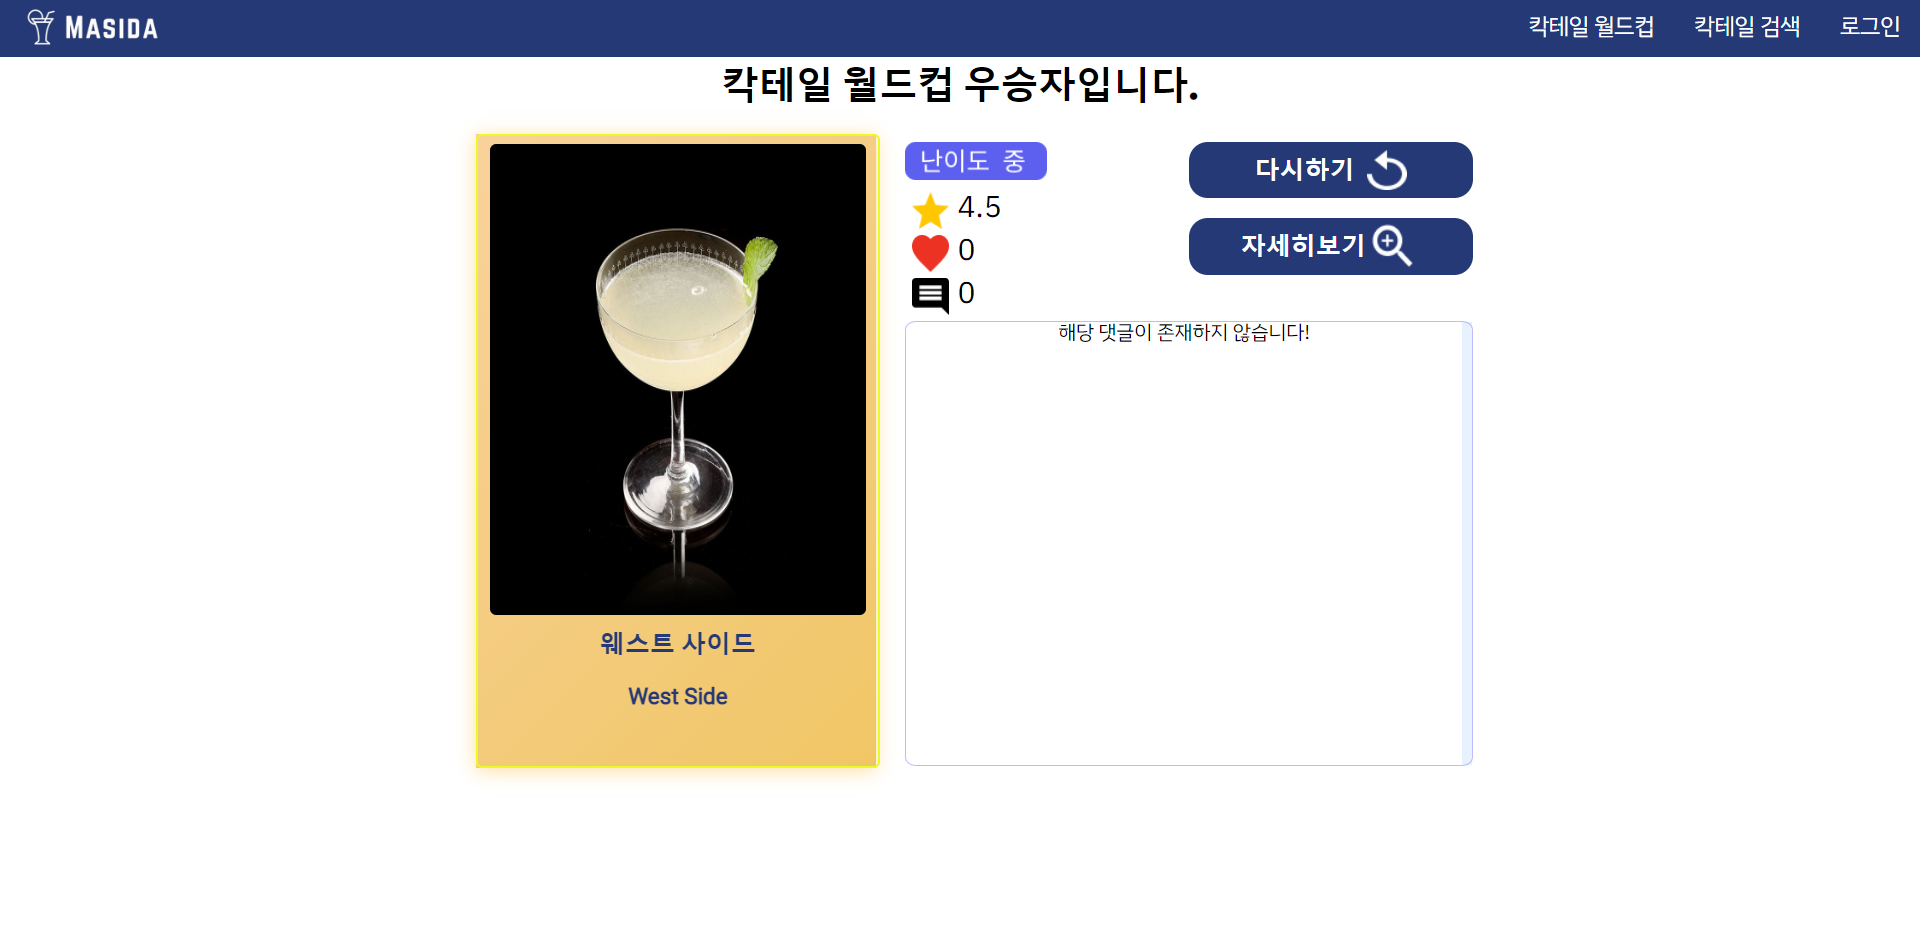 MASIDA
칵테일 월드컵 칵테일 검색 로그인
칵테일 월드컵 우승자입니다.
난이도 중
4.5
0
0
다시하기
자세히보기
해당 댓글이 존재하지 않습니다!
웨스트 사이드
West Side